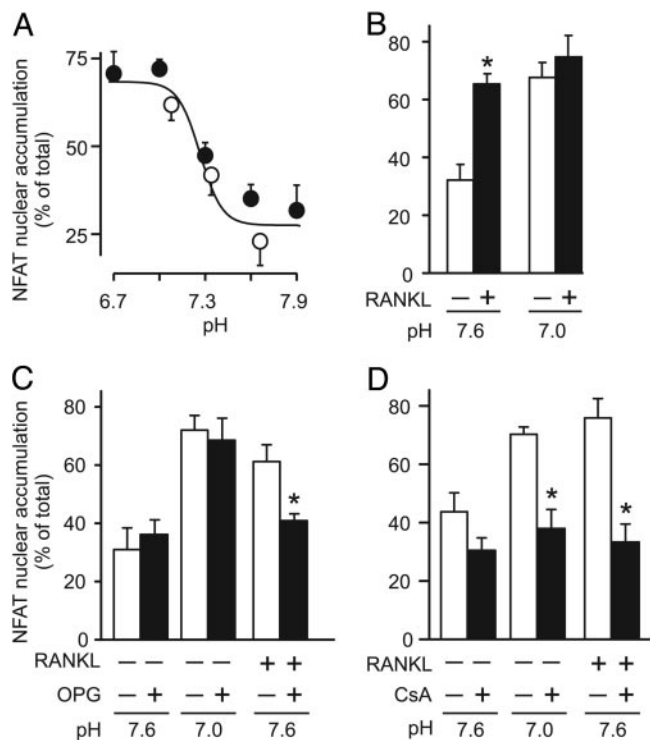 A
NFAT nuclear accumulation
(% of total)
75
50
25
6.7 7.3 7.9
pH
B
80
60
40
20
0
*
RANKL − + − +
pH 7.6 7.0
C
NFAT nuclear accumulation
(% of total)
80
60
40
20
0
*
RANKL − − − − + +
OPG − + − + − +
pH 7.6 7.0 7.6
D
80
60
40
20
0
* *
RANKL − − − − + +
CsA − + − + − +
pH 7.6 7.0 7.6